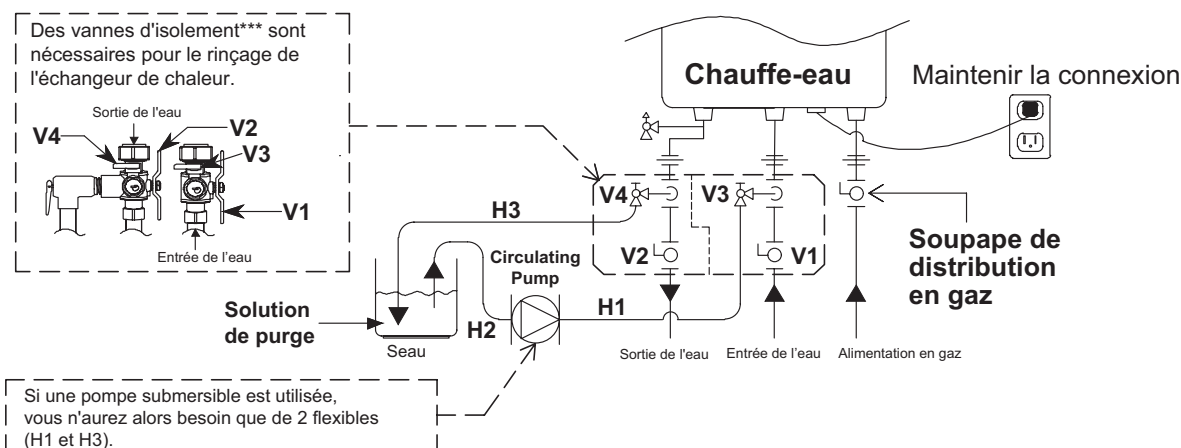 Des vannes d'isolement*** sont
nécessaires pour le rinçage de
l'échangeur de chaleur.
Sortie de l'eau
V4
V2
V3
V1
Entrée de l'eau
Chauffe-eau
Maintenir la connexion
V4
V3
H3
V2
V1
Circulating
Pump
Soupape de
distribution
en gaz
Solution
de purge
H2
H1
Seau
Sortie de l'eau
Entrée de l'eau
Alimentation en gaz
Si une pompe submersible est utilisée,
vous n'aurez alors besoin que de 2 flexibles
(H1 et H3).